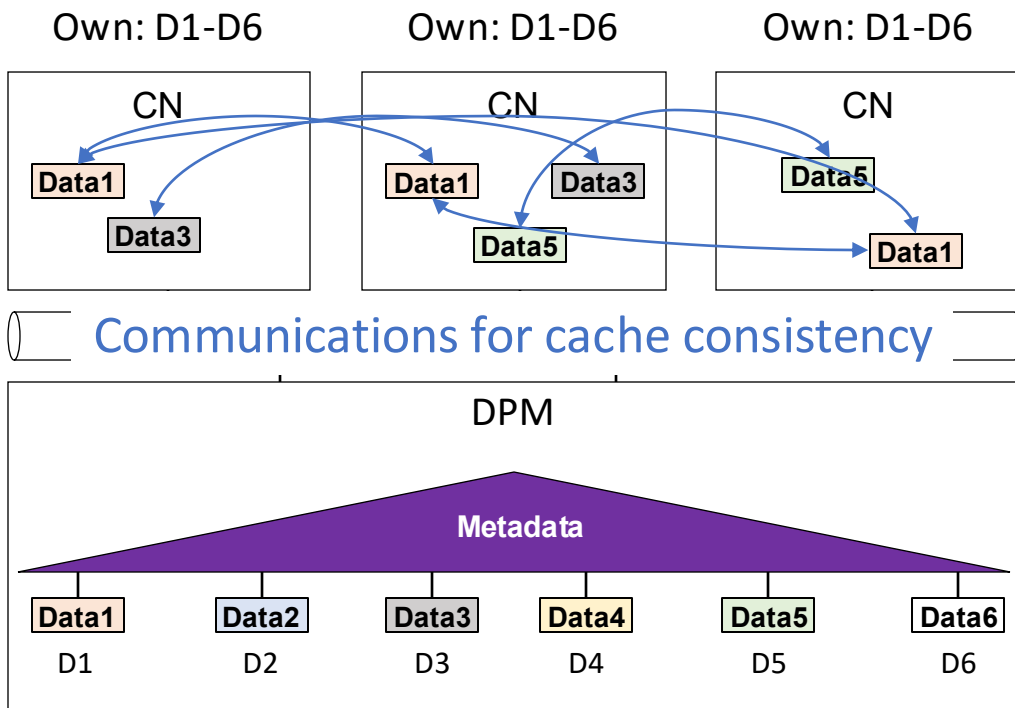 Own: D1-D6 Own: D1-D6 Own: D1-D6
CN CN CN
Data1 Data1 Data3 Data5
Data3 Data5 Data1
Communications for cache consistency
DPM
Metadata
Data1 Data2 Data3 Data4 Data5 Data6
D1 D2 D3 D4 D5 D6